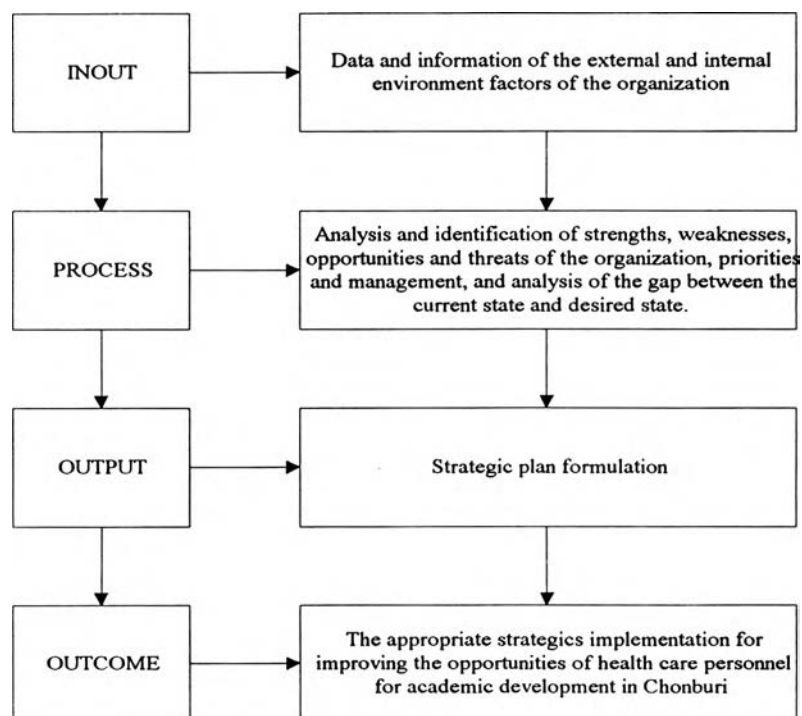 INOUT
Data and information of the external and internal
environment factors of the organization
PROCESS
Analysis and identification of strengths, weaknesses,
opportunities and threats of the organization, priorities
and management, and analysis of the gap between the
current state and desired state.
OUTPUT
Strategic plan formulation
OUTCOME
The appropriate strategics implementation for
improving the opportunities of health care personnel
for academic development in Chonburi